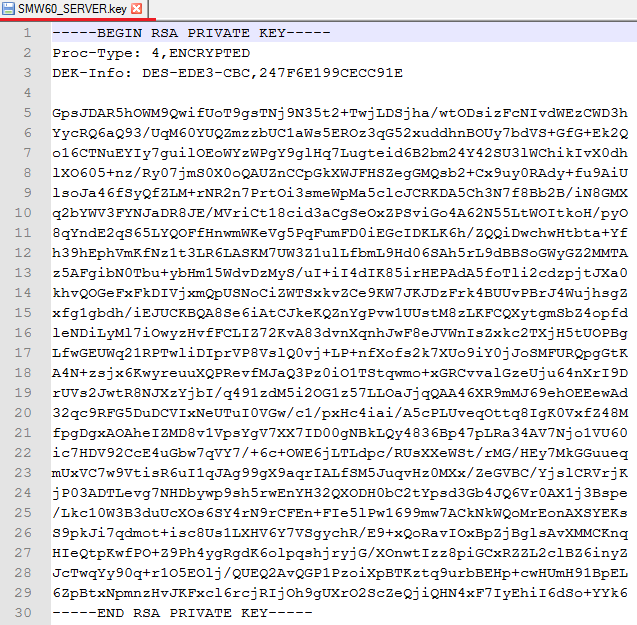 SMW60_SERVER.key
1 -----BEGIN RSA PRIVATE KEY-----
2 Proc-Type: 4,ENCRYPTED
3 DEK-Info: DES-EDE3-CBC,247F6E199CECC91E
4
5 GpsJDAR5hOWM9QwifUoT9gsTNj9N35t2+TwjLDSjha/wtODsizFcNIvdWEzCWD3h
6 YycRQ6aQ93/UqM60YUQZmzzbUC1aWs5EROz3qG52xuddhnBOUy7bdVS+GfG+Ek2Q
7 o16CTNuEYIy7guilOEoWYzWPgY9glHq7Lugteid6B2bm24Y42SU3lWChikIvX0dh
8 lXO605+nz/Ry07jmS0X0oQAUZnCCpGkXWJFHSZegGMQsb2+Cx9uy0RAdy+fu9AiU
9 lsoJa46fSyQfZLM+rNR2n7PrtOi3smeWpMa5clcJCRKDA5Ch3N7f8Bb2B/iN8GMX
10 q2bYWV3FYNJaDR8JE/MVriCt18cid3aCgSeOxZPSviGo4A62N55LtWOItkoH/pyO
11 8qYndE2qS65LYQOFfHnwmWKeVg5PqFumFD0iEGcIDKLK6h/ZQQiDwchwHtbta+Yf
12 h39hEphVmKfNz1t3LR6LASKM7UW3Z1ulLfbmL9Hd06SAh5rL9dBBSoGWyGZ2MMTA
13 z5AFgibN0Tbu+ybHml5WdvDzMyS/uI+iI4dIK85irHEPAdA5foTli2cdzpjtJXa0
14 khvQOGeFxFkDIVjxmQpUSNoCiZWTSxkvZCe9KW7JKJDzFrk4BUUvPBrJ4WujhsgZ
15 xfg1gbdh/iEJUCKBQA8Se6iAtCJkeKQZnYgPvw1UUstM8zLKFCQXytgmSbZ4opfd
16 leNDiLyMl7iOwyzHvfFCLIZ72KvA83dvnXqnhJwF8eJVWnIsZxkc2TXjH5tUOPBg
17 LfwGEUWq21RPTwliDIprVP8VslQ0vj+LP+nfXofs2k7XUo9iY0jJoSMFURQpgGtK
18 A4N+zsjx6KwyreuuXQPRevfMJaQ3Pz0iO1TStqwmo+xGRCvvalGzeUju64nXrI9D
19 rUVs2JwtR8NJXzYjbI/q491zdM5i2OG1z57LLOaJjqQAA46XR9mMJ69ehOEEewAd
20 32qc9RFG5DuDCVIxNeUTuI0VGw/c1/pxHc4iai/A5cPLUveqOttq8IgK0VxfZ48M
21 fpgDgxAOAheIZMD8v1VpsYgV7XX7ID00gNBkLQy4836Bp47pLRa34AV7Njo1VU60
22 ic7HDV92CcE4uGbw7qVY7/+6c+OWE6jLTLdpc/RUsXXeWSt/rMG/HEy7MkGGuueq
23 mUxVC7w9VtisR6uI1qJAg99gX9aqrIALfSM5JuqvHz0MXx/ZeGVBC/YjslCRVrjK
24 jP03ADTLevg7NHDbywp9sh5rwEnYH32QXODH0bC2tYpsd3Gb4JQ6Vr0AX1j3Bspe
25 /Lkc10W3B3duUcXOs6SY4rN9rCFEn+FIe5lPw1699mw7ACkNkWQoMrEonAXSYEKs
26 S9pkJi7qdmot+isc8Us1LXHV6Y7VSgychR/E9+xQoRavIOxBpZjBglsAvXMMCKnq
27 HIeQtpKwfPO+Z9Ph4ygRgdK6olpqshjryjG/XOnwtIzz8piGCxRZZL2clBZ6inyZ
28 JcTwqYy90q+r1O5EOlj/QUEQ2AvQGP1PzoiXpBTKztq9urbBEHp+cwHUmH91BpEL
29 6ZpBtxNpmnzHvJKFxcl6rcjRIjOh9gUXrO2ScZeQjiQHN4xF7IyEhiI6dSo+YYk6
30 -----END RSA PRIVATE KEY-----